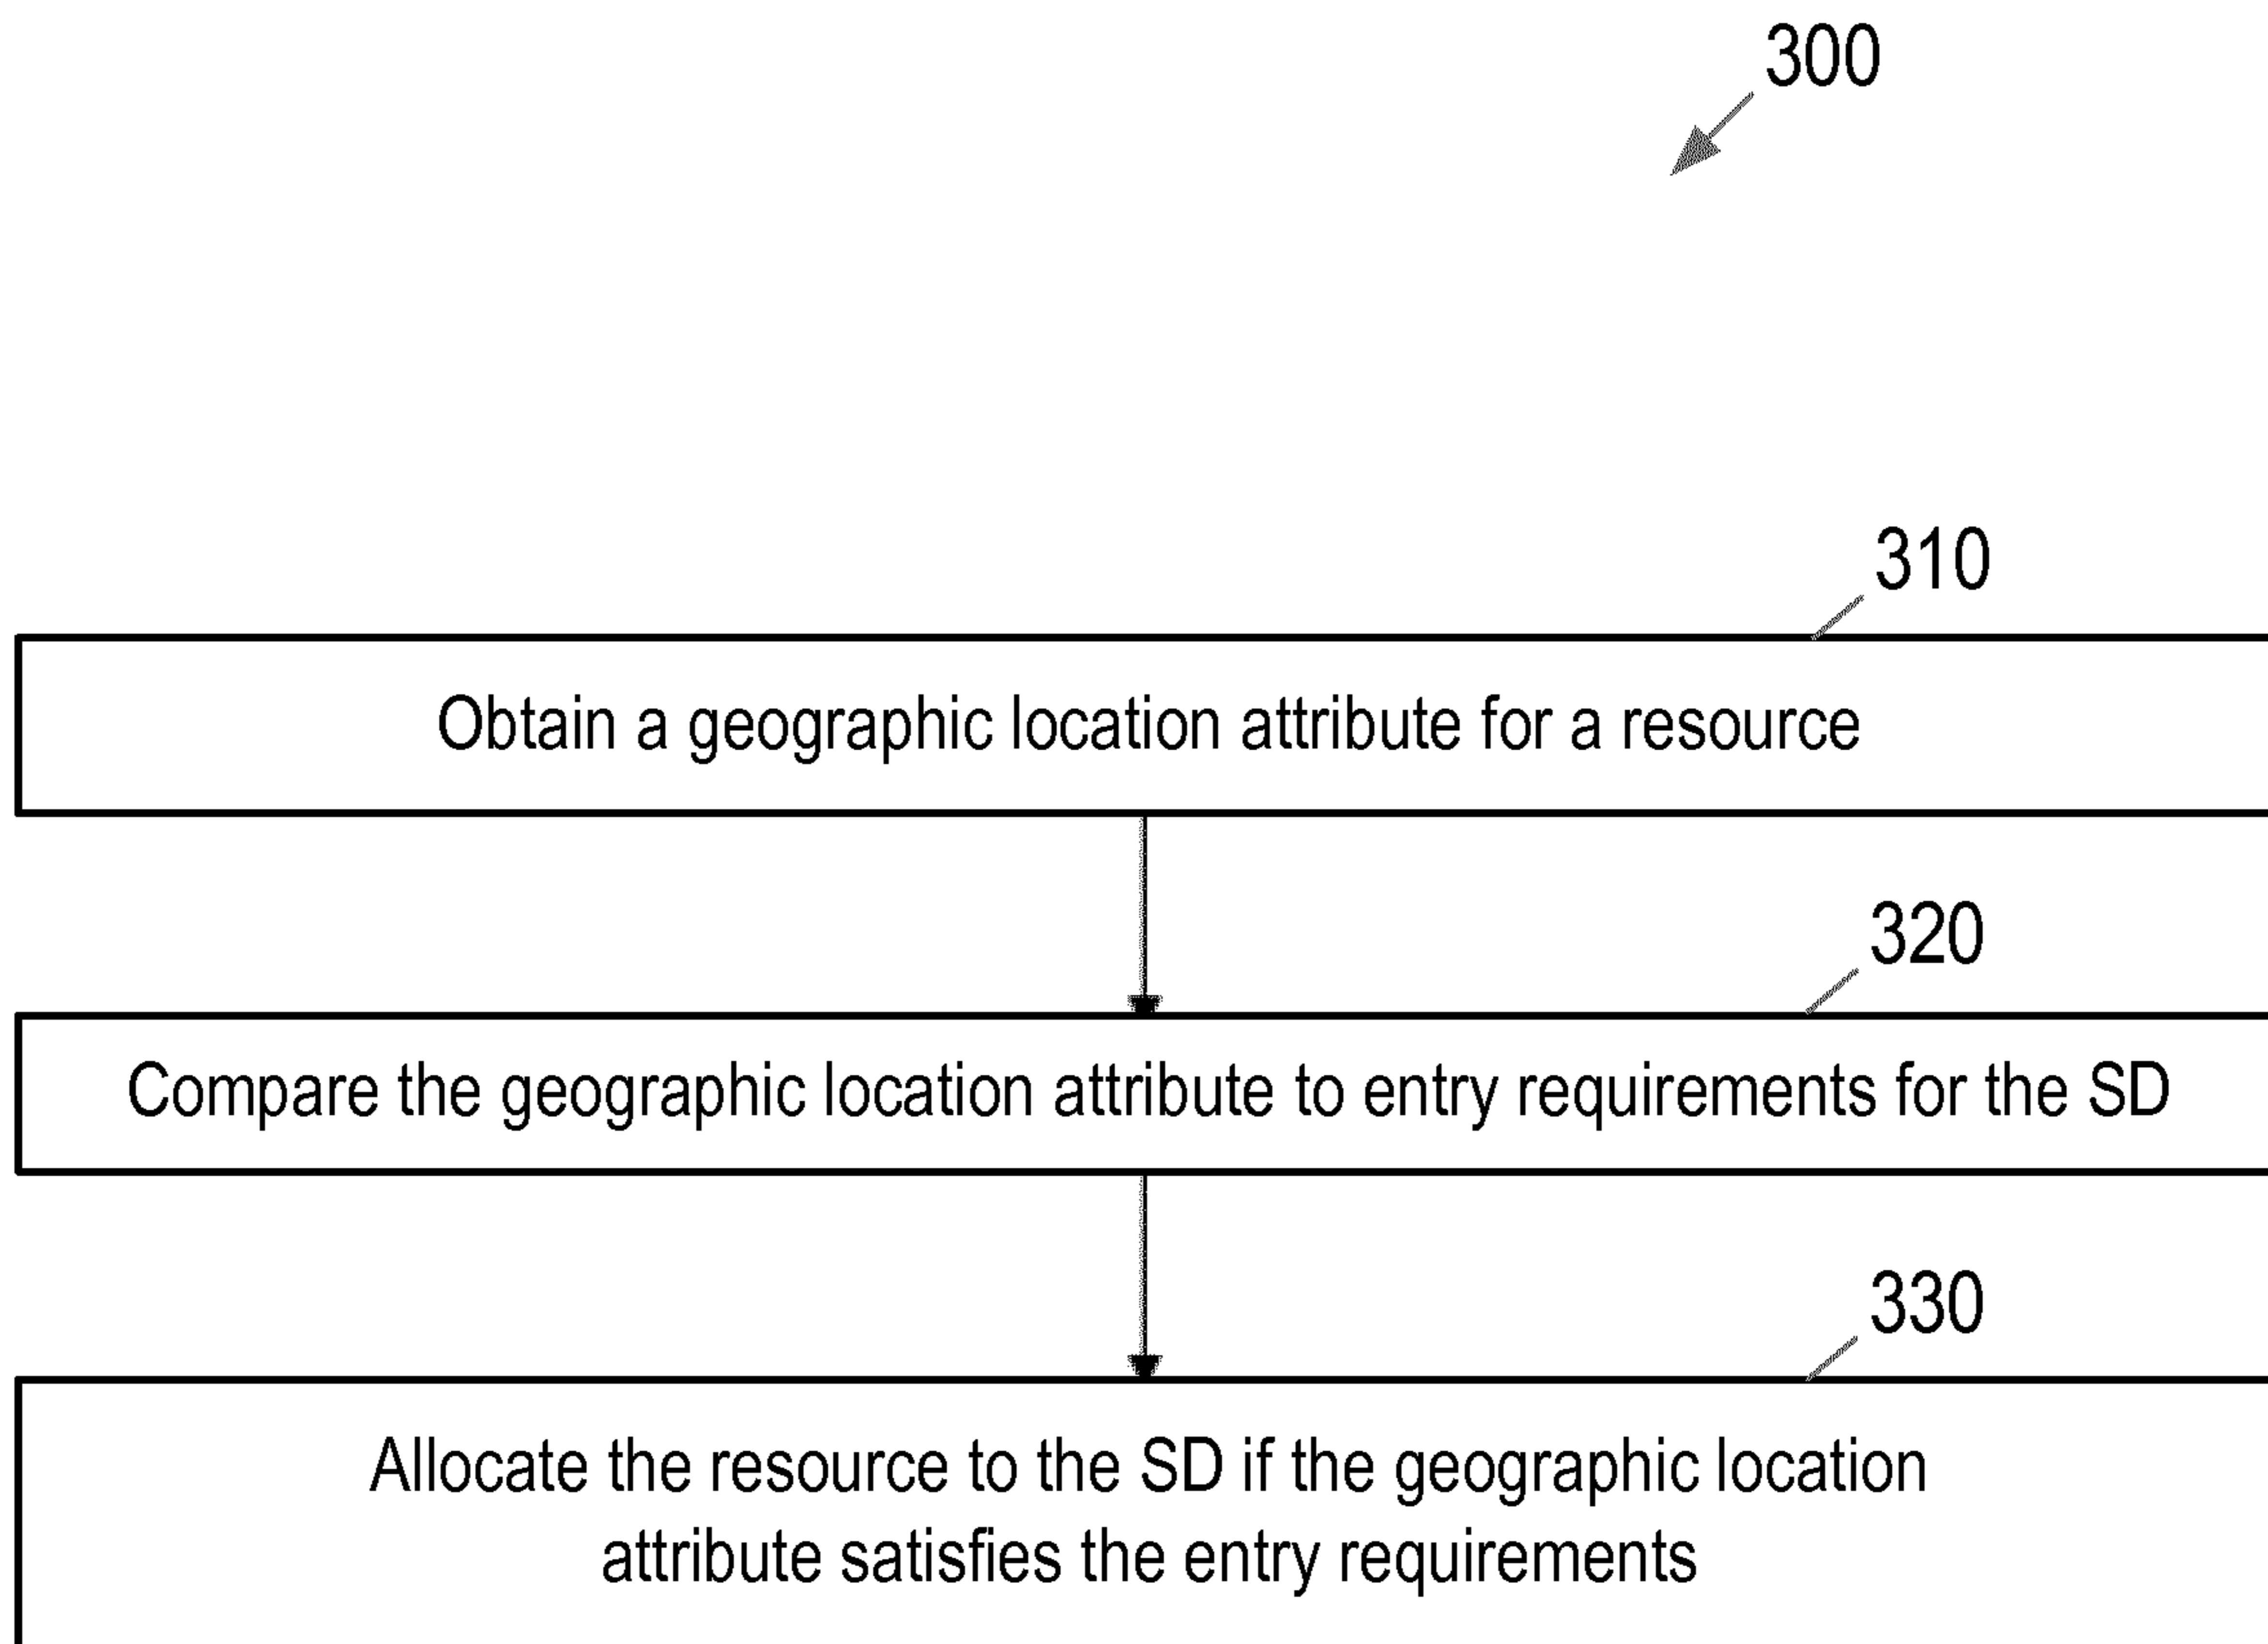 300
310
Obtain a geographic location attribute for a resource
320
Compare the geographic location attribute to entry requirements for the SD
330
Allocate the resource to the SD if the geographic location
attribute satisfies the entry requirements